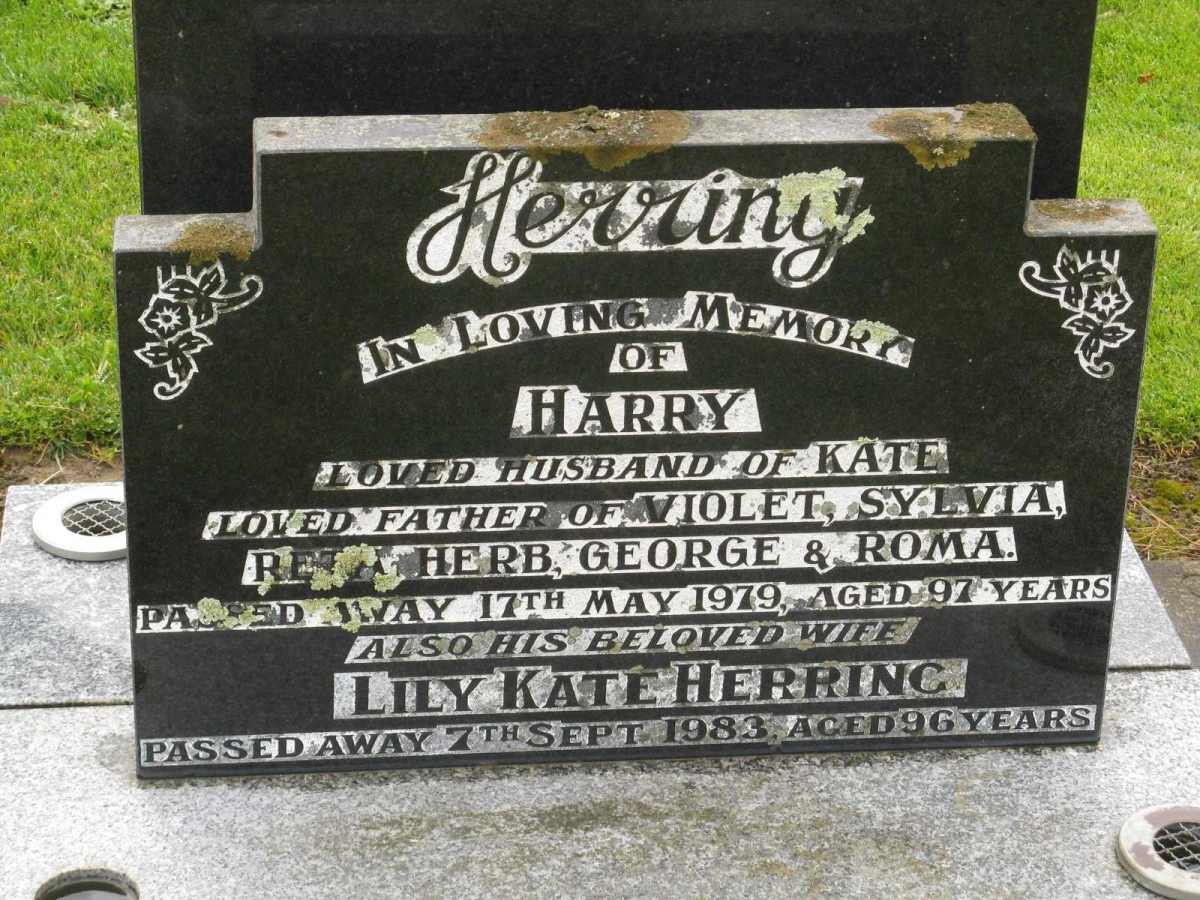 Herring
IN LOVING MEMORY
OF
HARRY
LOVED HUSBAND OF KATE
LOVED FATHER OF VIOLET, SYLVIA,
HERB, GEORGE & ROMA.
PASSED AWAY 17TH MAY 1979, AGED 97 YEARS
ALSO HIS BELOVED WIFE
LILY KATE HERRING
PASSED AWAY 7TH SEPT 1983, AGED 96 YEARS